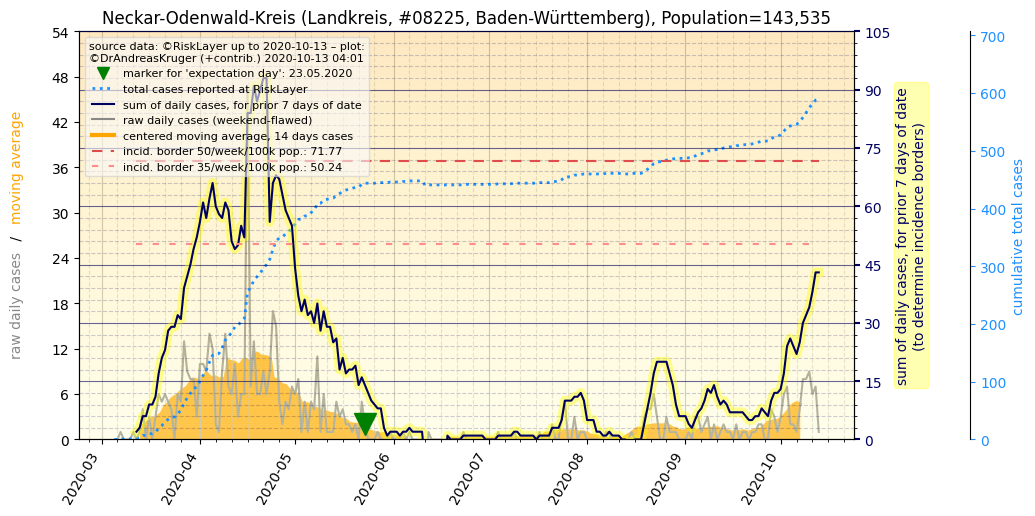 Neckar-Odenwald-Kreis (Landkreis, #08225, Baden-Württemberg), Population=143,535
source data: ©RiskLayer up to 2020-10-13 – plot:
©DrAndreasKruger (+contrib.) 2020-10-13 04:01
marker for 'expectation day': 23.05.2020
total cases reported at RiskLayer
sum of daily cases, for prior 7 days of date
raw daily cases (weekend-flawed)
centered moving average, 14 days cases
incid. border 50/week/100k pop.: 71.77
incid. border 35/week/100k pop.: 50.24
raw daily cases / moving average
54
48
42
36
30
24
18
12
6
0
105
90
75
60
45
30
15
0
sum of daily cases, for prior 7 days of date
(to determine incidence borders)
700
600
500
400
300
200
100
0
cumulative total cases
2020-03
2020-04
2020-05
2020-06
2020-07
2020-08
2020-09
2020-10